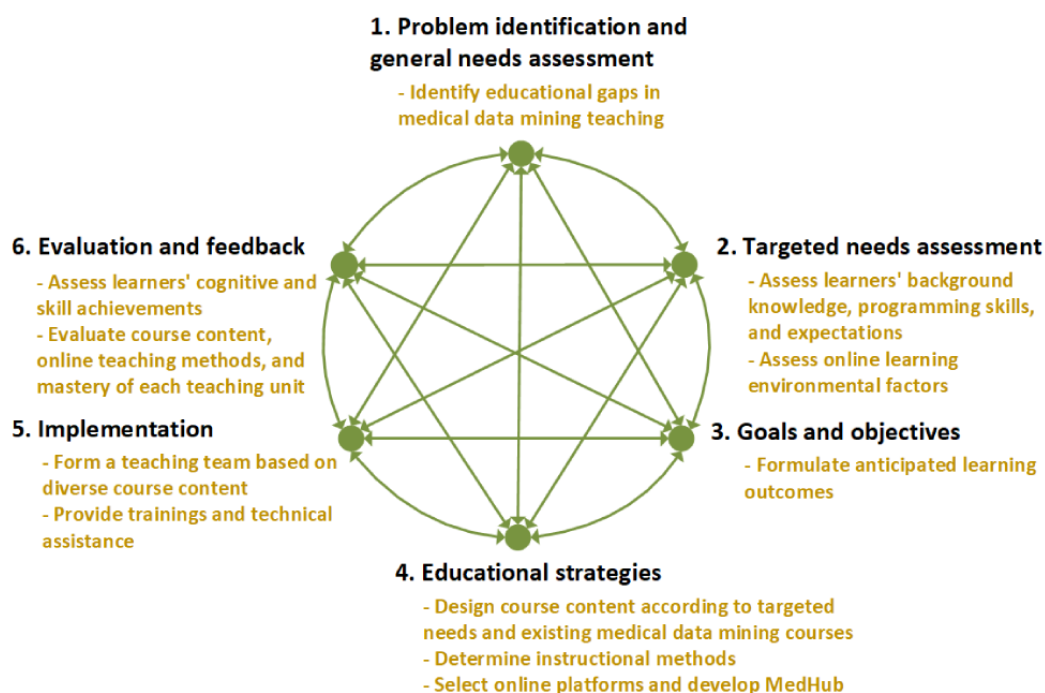 1. Problem identification and
general needs assessment
- Identify educational gaps in
medical data mining teaching
2. Targeted needs assessment
- Assess learners' background
knowledge, programming skills,
and expectations
- Assess online learning
environmental factors
3. Goals and objectives
- Formulate anticipated learning
outcomes
4. Educational strategies
- Design course content according to targeted
needs and existing medical data mining courses
- Determine instructional methods
- Select online platforms and develop MedHub
5. Implementation
- Form a teaching team based on
diverse course content
- Provide trainings and technical
assistance
6. Evaluation and feedback
- Assess learners' cognitive and
skill achievements
- Evaluate course content,
online teaching methods, and
mastery of each teaching unit